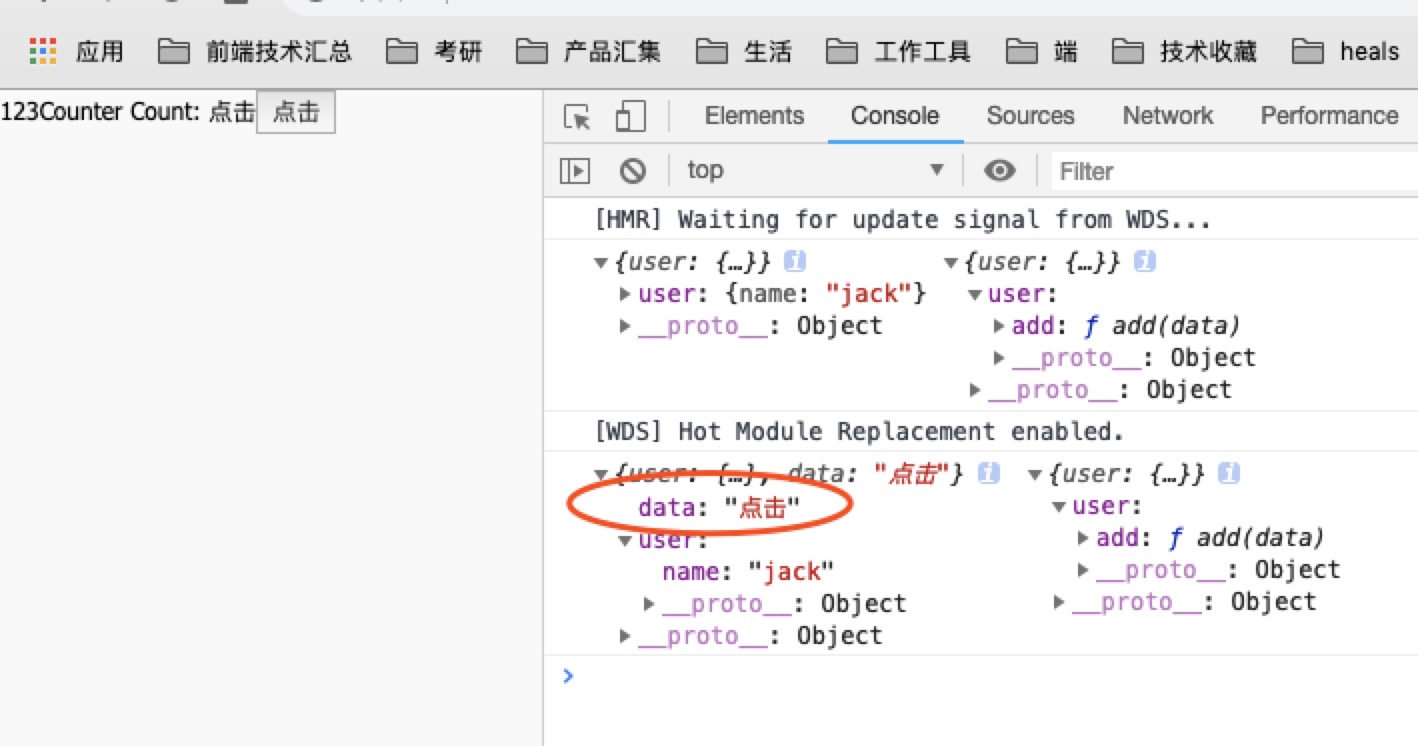 应用 前端技术汇总 考研 产品汇集 生活 工作工具 端 技术收藏 heals
123Counter Count: 点击 点击
Elements Console Sources Network Performance
top Filter
[HMR] Waiting for update signal from WDS...
{user: {…}} {user: {…}}
user: {name: "jack"} user:
__proto__: Object add: ƒ add(data)
__proto__: Object
__proto__: Object
[WDS] Hot Module Replacement enabled.
{user: {…}, data: "点击"} {user: {…}}
data: "点击" user:
user: add: ƒ add(data)
name: "jack" __proto__: Object
__proto__: Object __proto__: Object
__proto__: Object